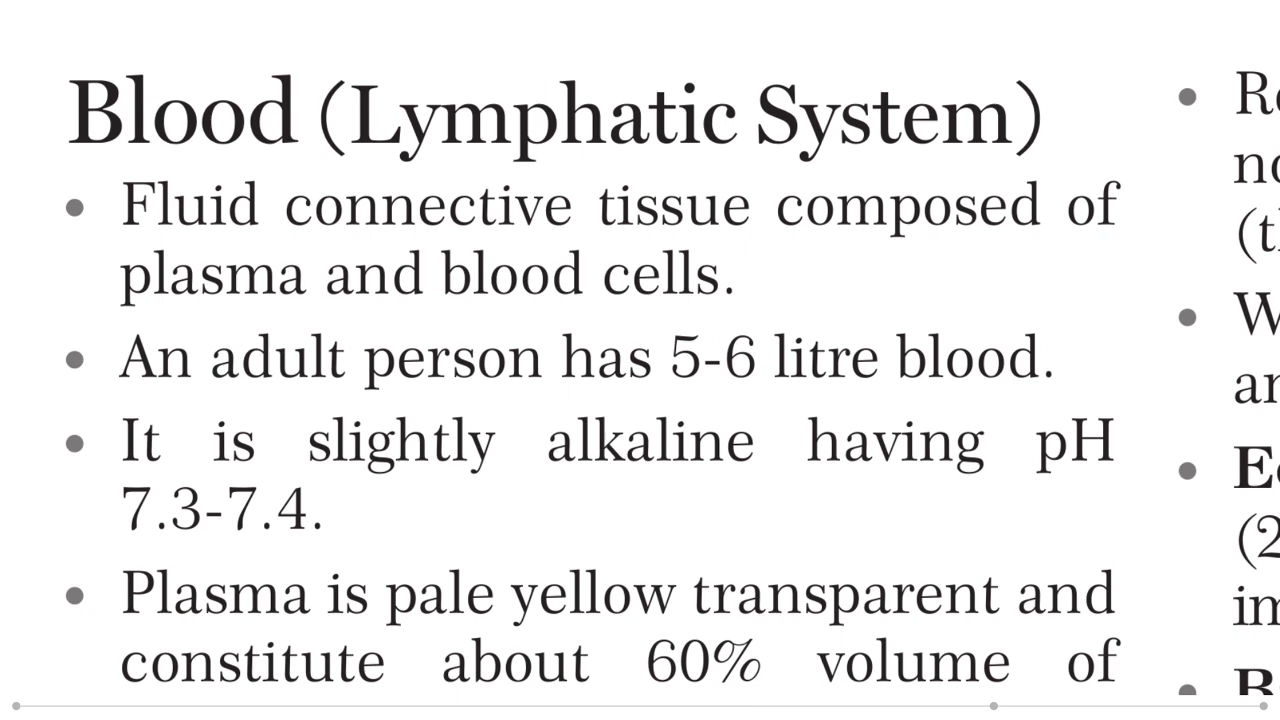 Blood (Lymphatic System)
• Fluid connective tissue composed of
plasma and blood cells.
• An adult person has 5-6 litre blood.
• It is slightly alkaline having pH
7.3-7.4.
• Plasma is pale yellow transparent and
constitute about 60% volume of